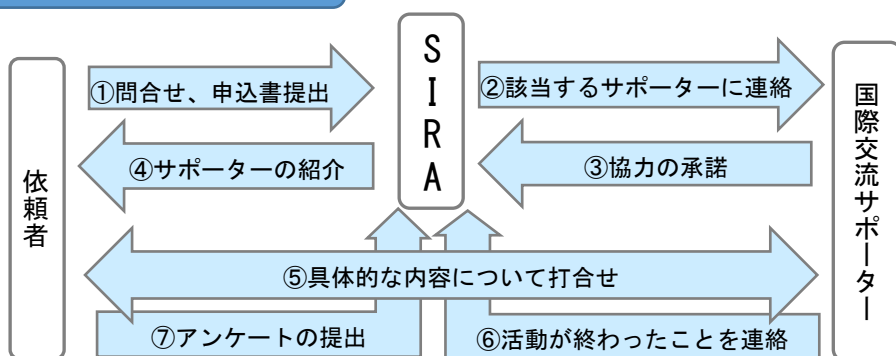 SIRA
①問合せ、申込書提出
②該当するサポーターに連絡
④サポーターの紹介
③協力の承諾
依頼者
国際交流サポーター
⑤具体的な内容について打合せ
⑦アンケートの提出
⑥活動が終わったことを連絡